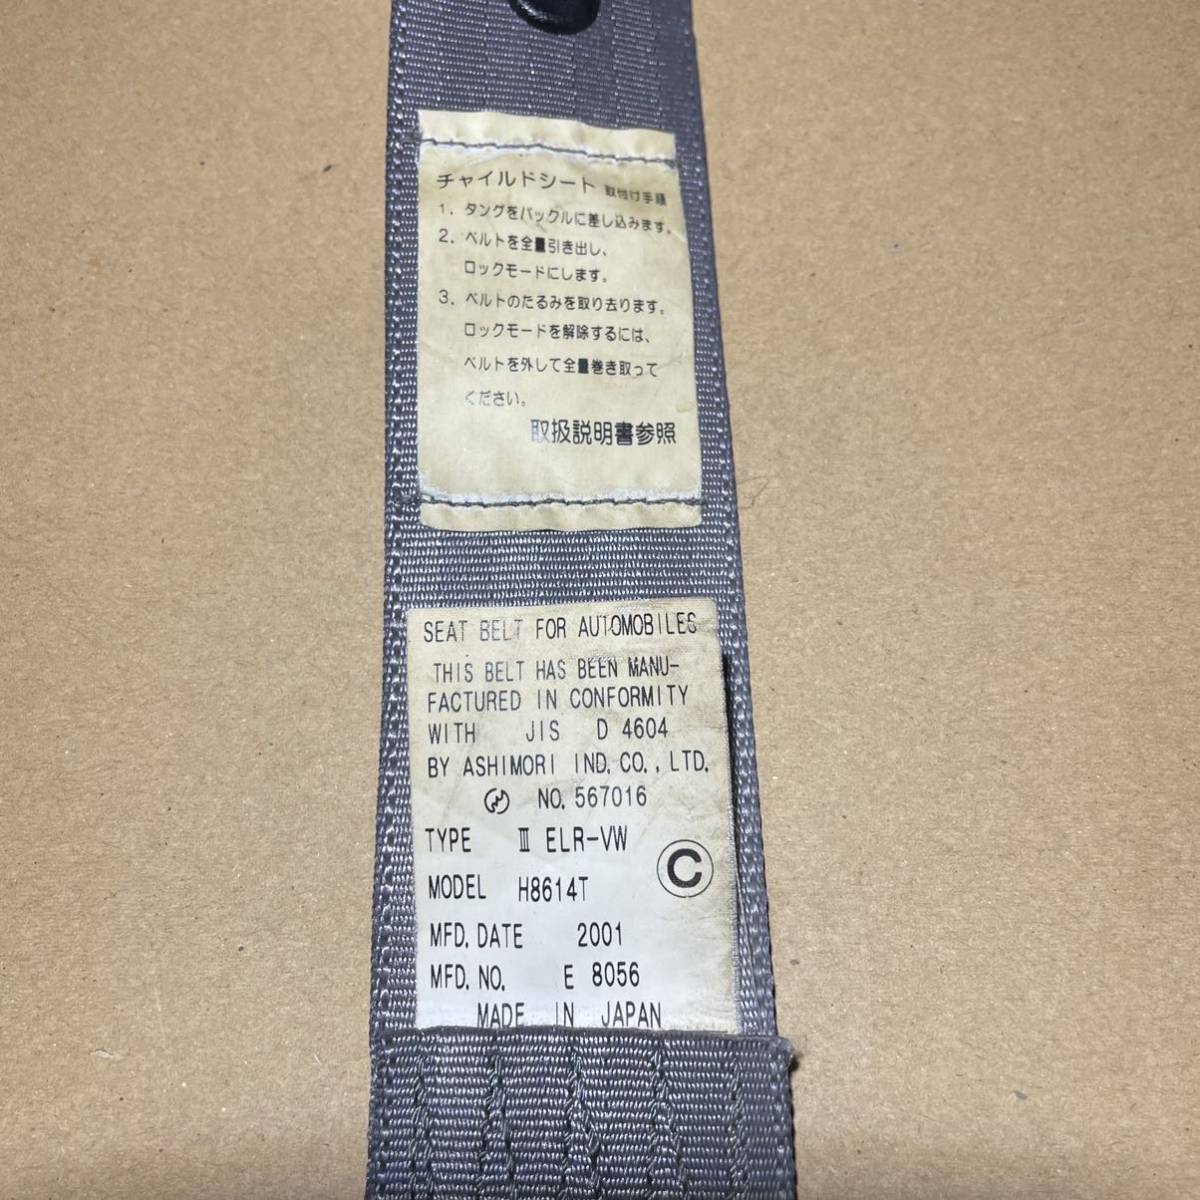 チャイルドシート 取付け手順
1. タングをバックルに差し込みます。
2. ベルトを全量引き出し、
ロックモードにします。
3. ベルトのたるみを取り去ります。
ロックモードを解除するには、
ベルトを外して全量巻き取って
ください。
取扱説明書参照
SEAT BELT FOR AUTOMOBILES
THIS BELT HAS BEEN MANU-
FACTURED IN CONFORMITY
WITH JIS D 4604
BY ASHIMORI IND. CO., LTD.
NO. 567016
TYPE Ⅲ ELR-VW
Ⓒ
MODEL H8614T
MFD. DATE 2001
MFD. NO. E 8056
MADE IN JAPAN